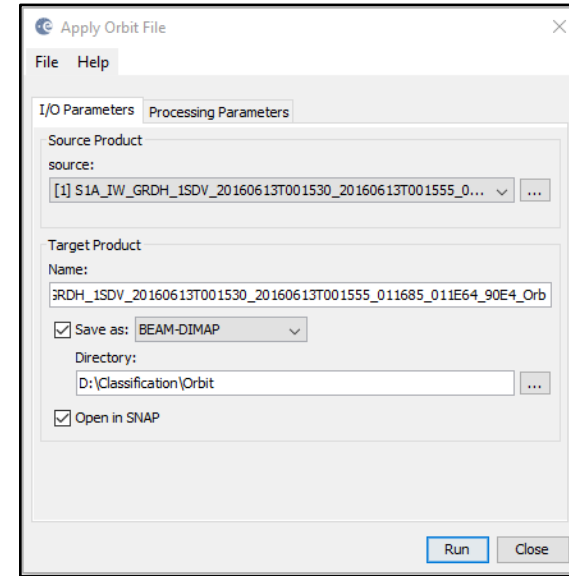 Apply Orbit File
File Help
I/O Parameters Processing Parameters
Source Product
source:
[1] S1A_IW_GRDH_1SDV_20160613T001530_20160613T001555_0... ...
Target Product
Name:
GRDH_1SDV_20160613T001530_20160613T001555_011685_011E64_90E4_Orb
Save as: BEAM-DIMAP
Directory:
D:\Classification\Orbit ...
Open in SNAP
Run Close